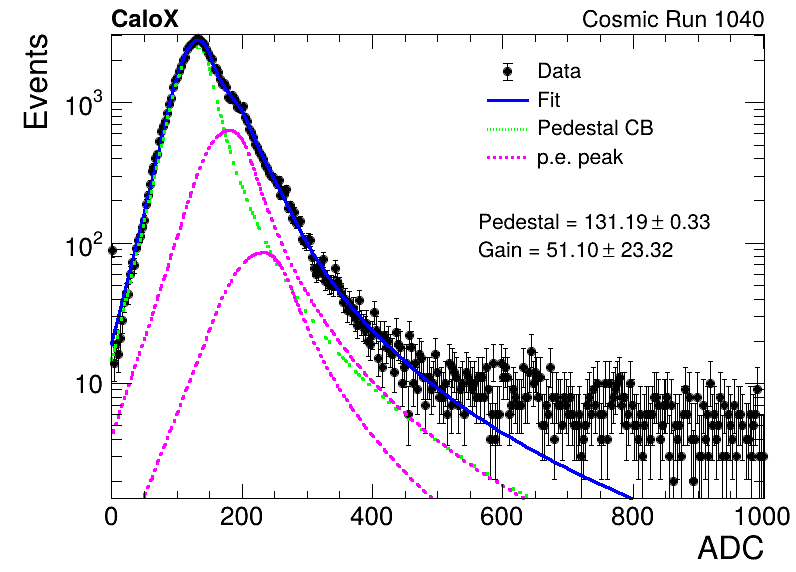 CaloX Cosmic Run 1040
Events
Data
Fit
Pedestal CB
p.e. peak
Pedestal = 131.19 ± 0.33
Gain = 51.10 ± 23.32
10³
10²
10
0 200 400 600 800 1000
ADC